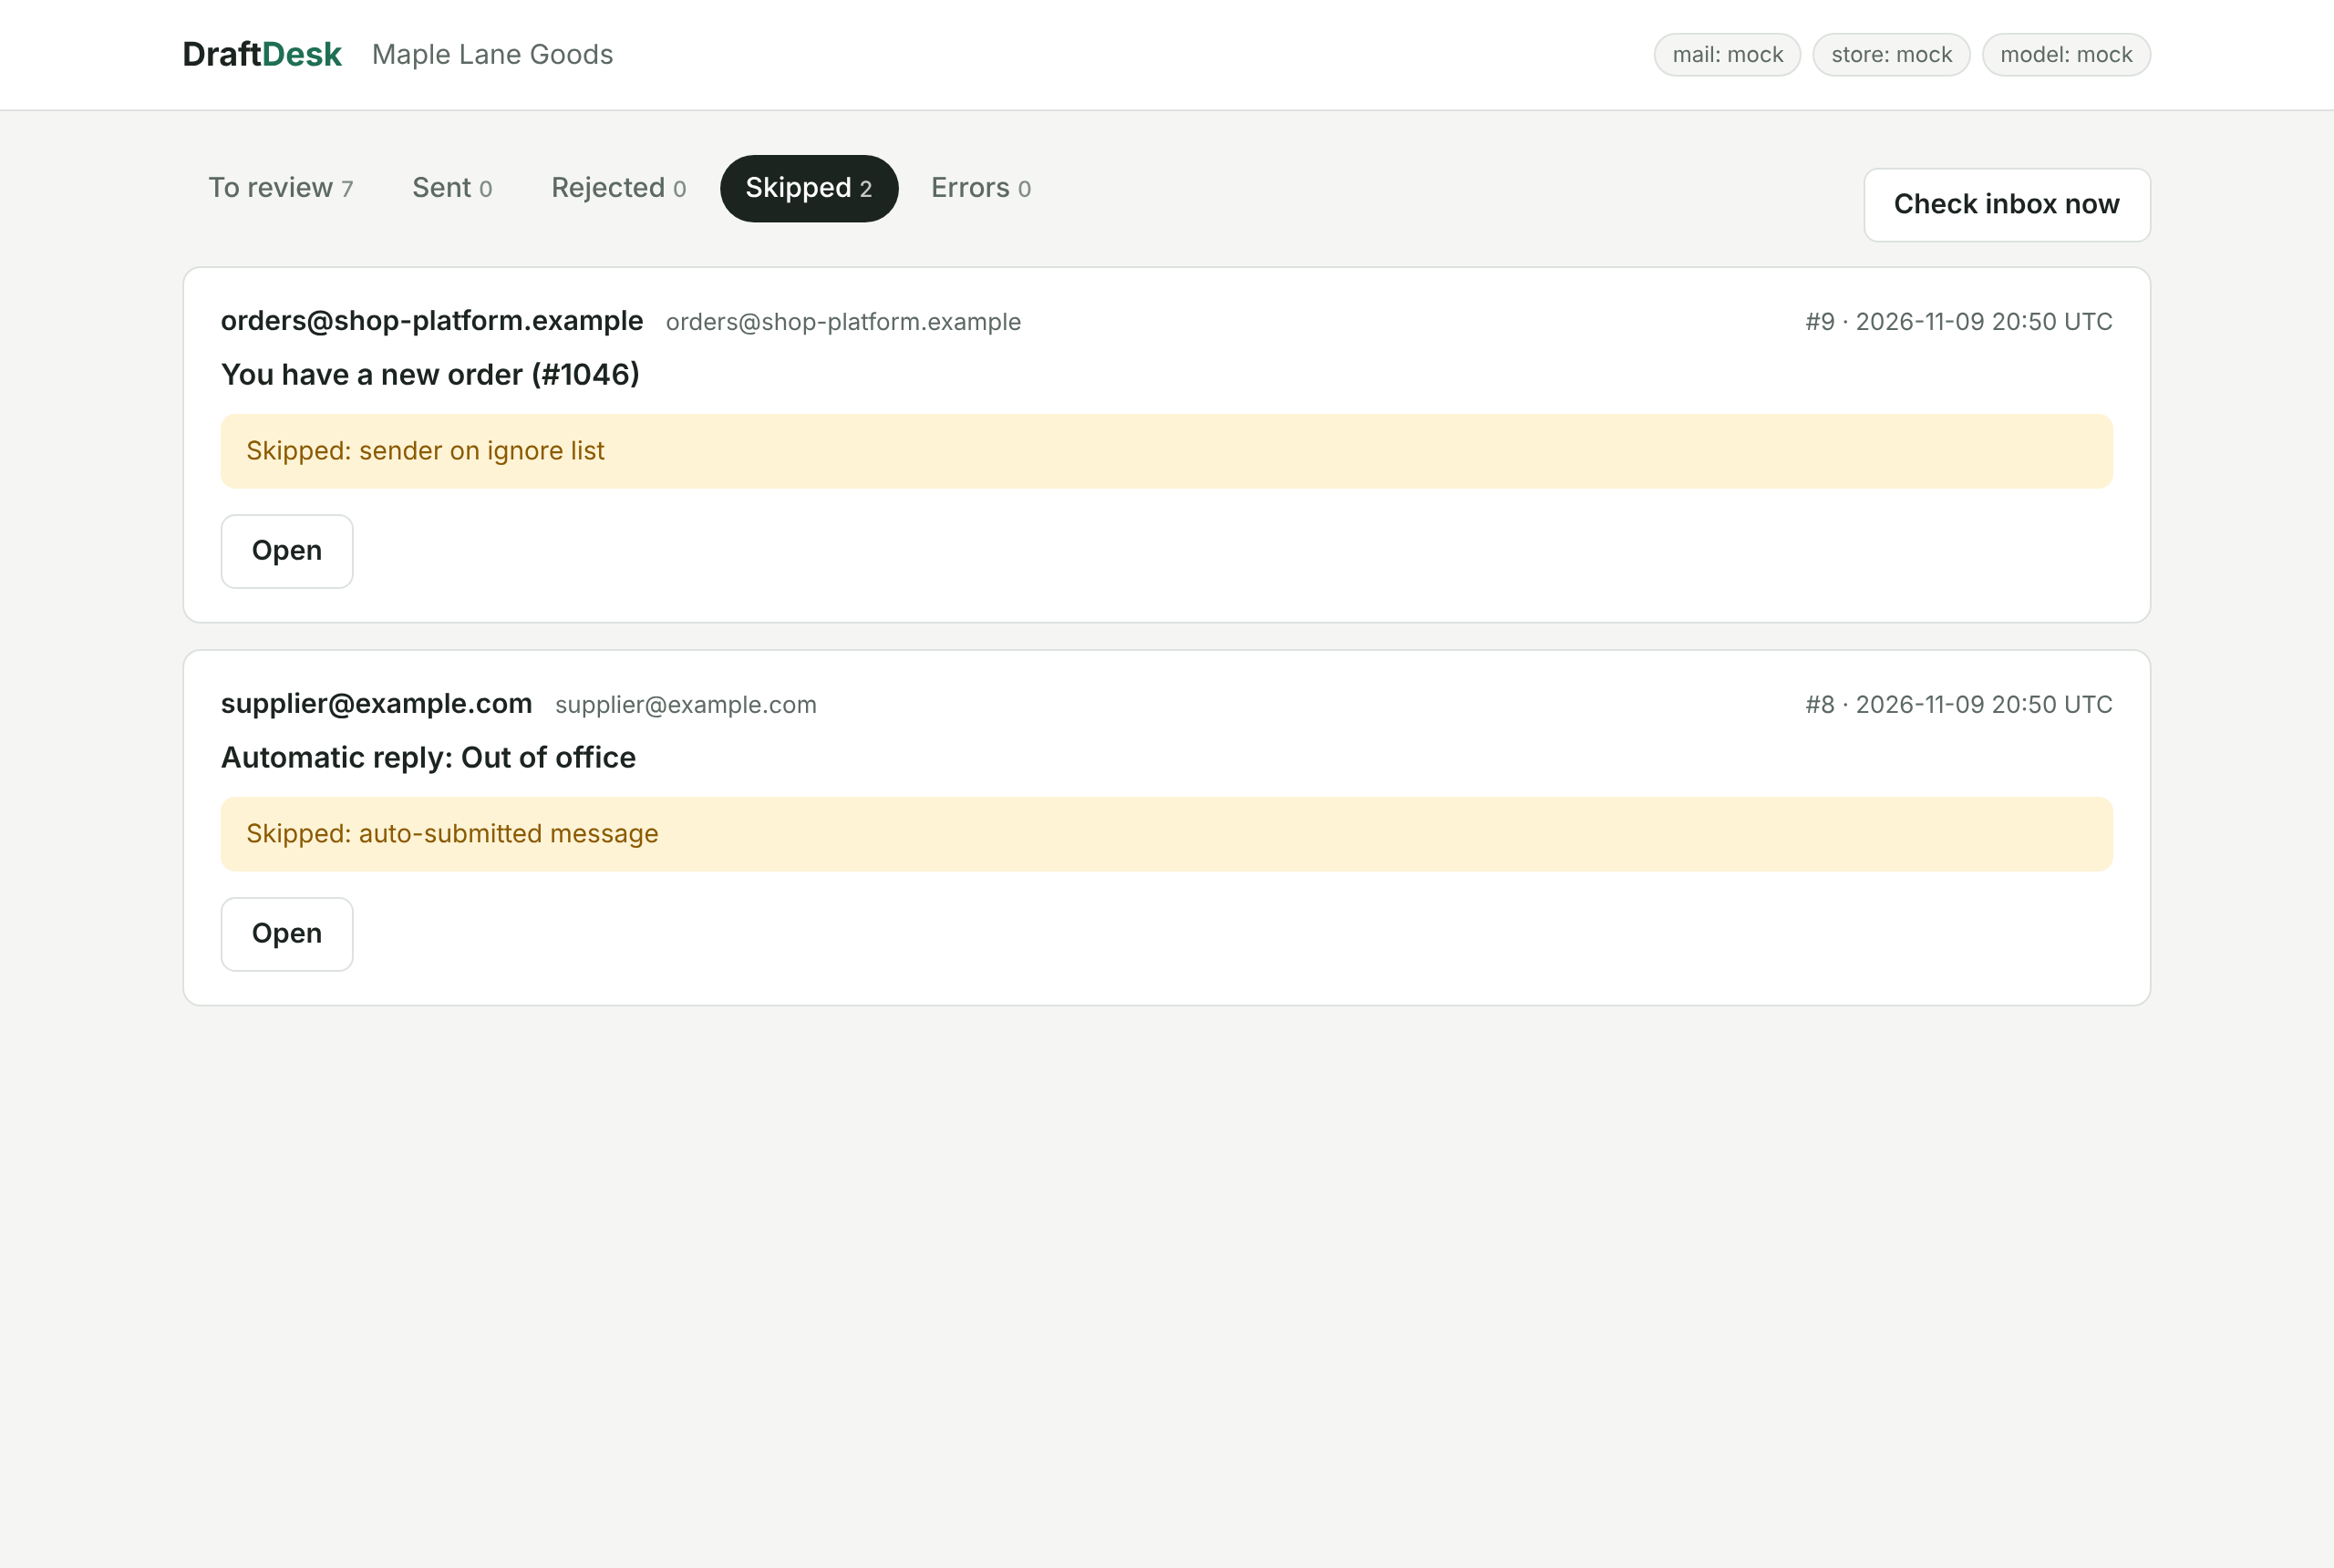 DraftDesk Maple Lane Goods mail: mock store: mock model: mock
To review 7 Sent 0 Rejected 0 Skipped 2 Errors 0 Check inbox now
orders@shop-platform.example orders@shop-platform.example #9 · 2026-11-09 20:50 UTC
You have a new order (#1046)
Skipped: sender on ignore list
Open
supplier@example.com supplier@example.com #8 · 2026-11-09 20:50 UTC
Automatic reply: Out of office
Skipped: auto-submitted message
Open